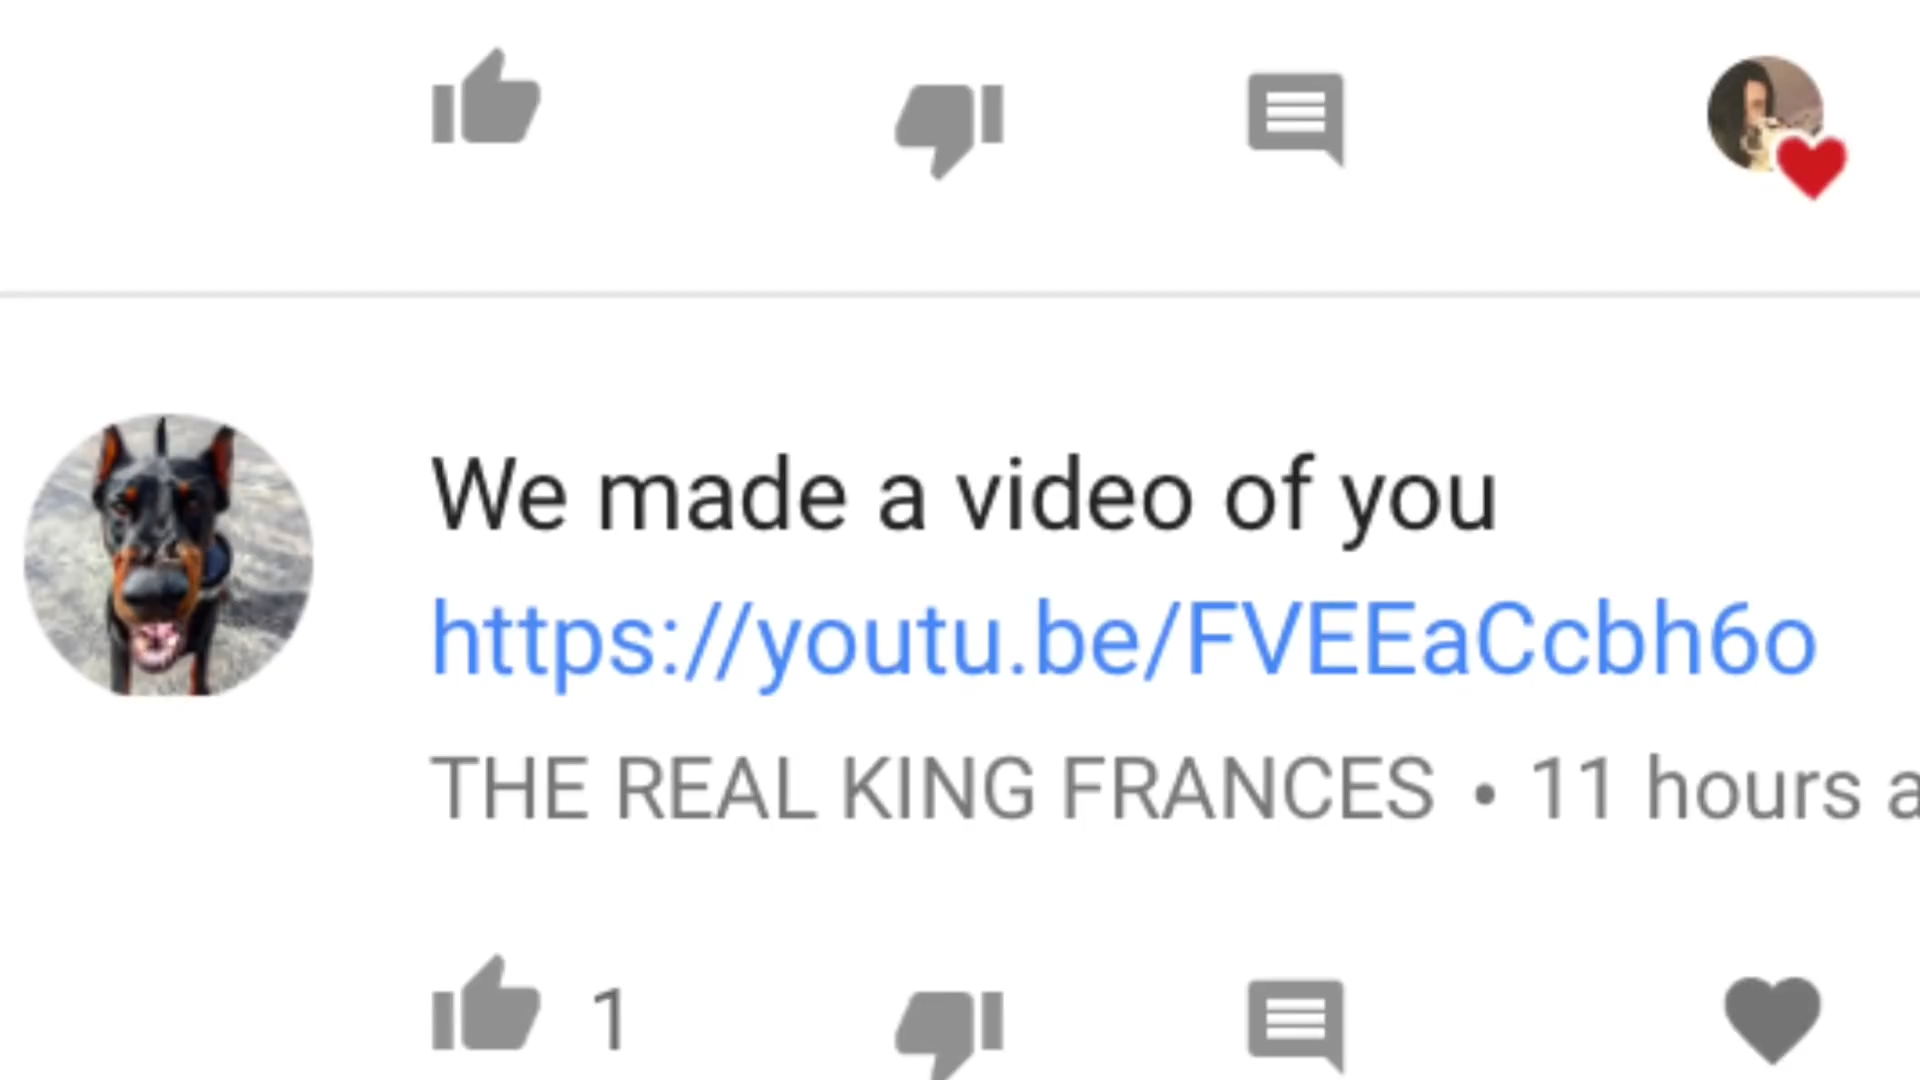 We made a video of you
https://youtu.be/FVEEaCcbh6o
THE REAL KING FRANCES • 11 hours a
1